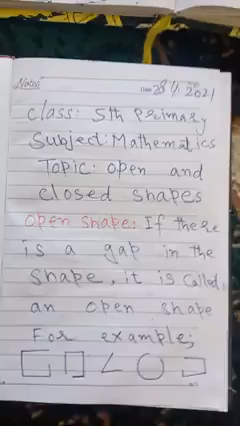 Notes
Date 28/1/2021
Class: 5th Primary
Subject: Mathematics
Topic: open and
closed shapes
open shape: If there
is a gap in the
shape, it is called
an open shape
For example;